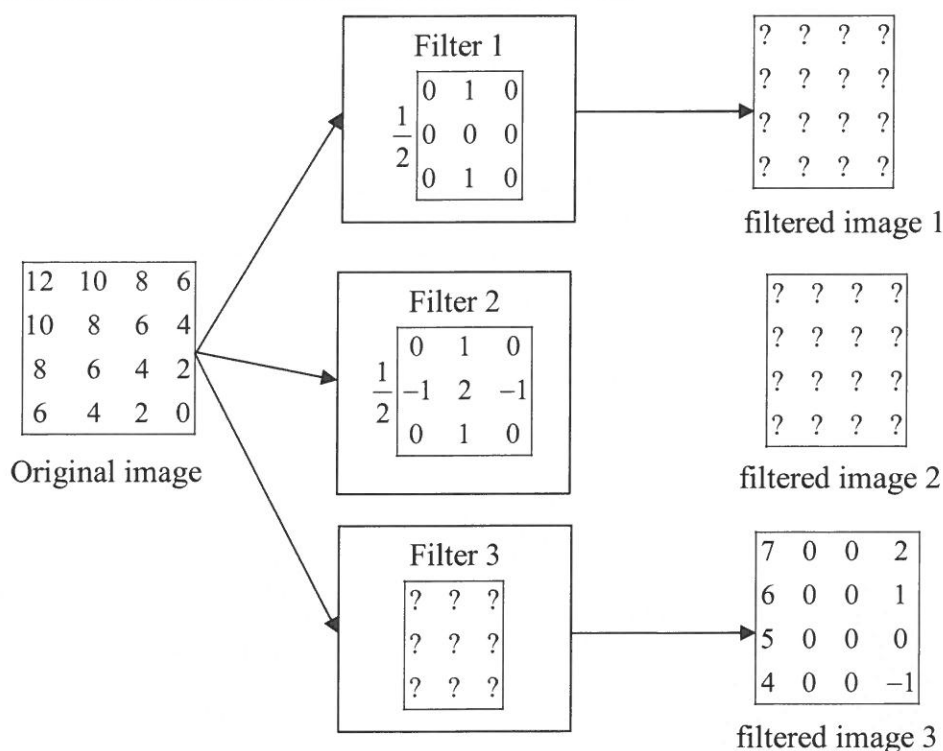 Filter 1
1/2
0 1 0
0 0 0
0 1 0
? ? ? ?
? ? ? ?
? ? ? ?
? ? ? ?
filtered image 1
12 10 8 6
10 8 6 4
8 6 4 2
6 4 2 0
Original image
Filter 2
1/2
0 1 0
−1 2 −1
0 1 0
? ? ? ?
? ? ? ?
? ? ? ?
? ? ? ?
filtered image 2
Filter 3
? ? ?
? ? ?
? ? ?
7 0 0 2
6 0 0 1
5 0 0 0
4 0 0 −1
filtered image 3